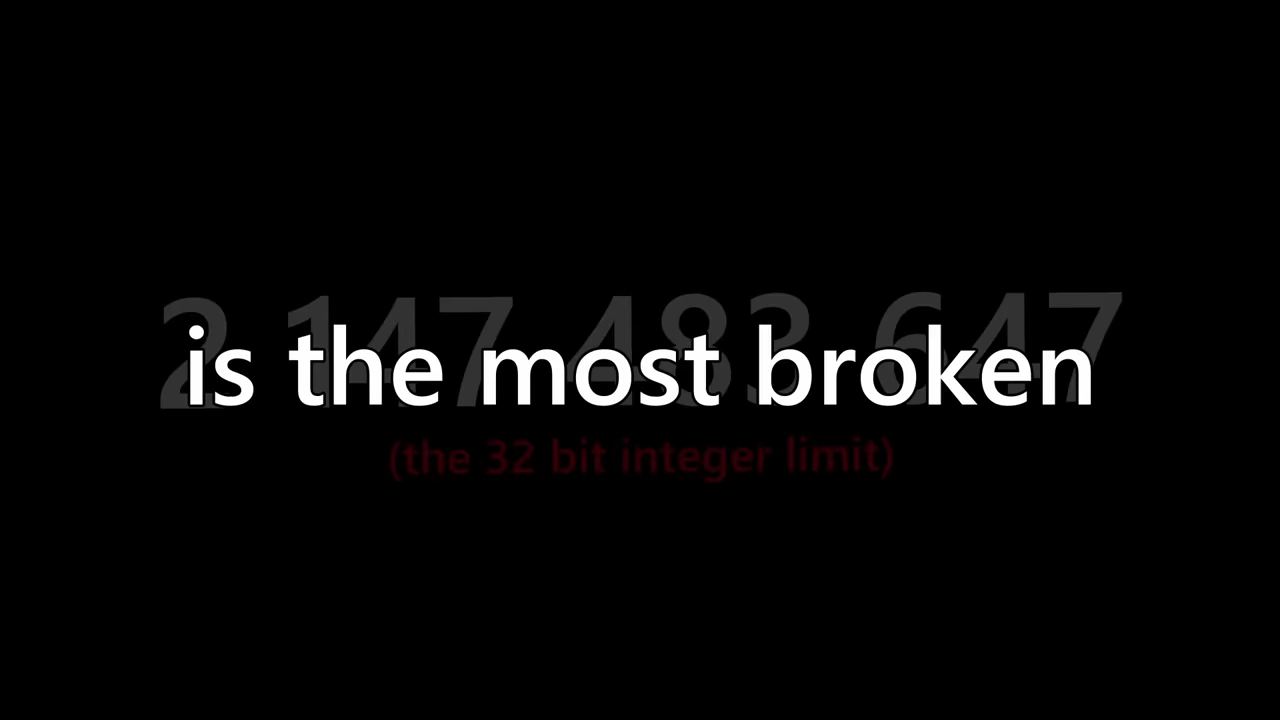 2 147 483 647
is the most broken
(the 32 bit integer limit)